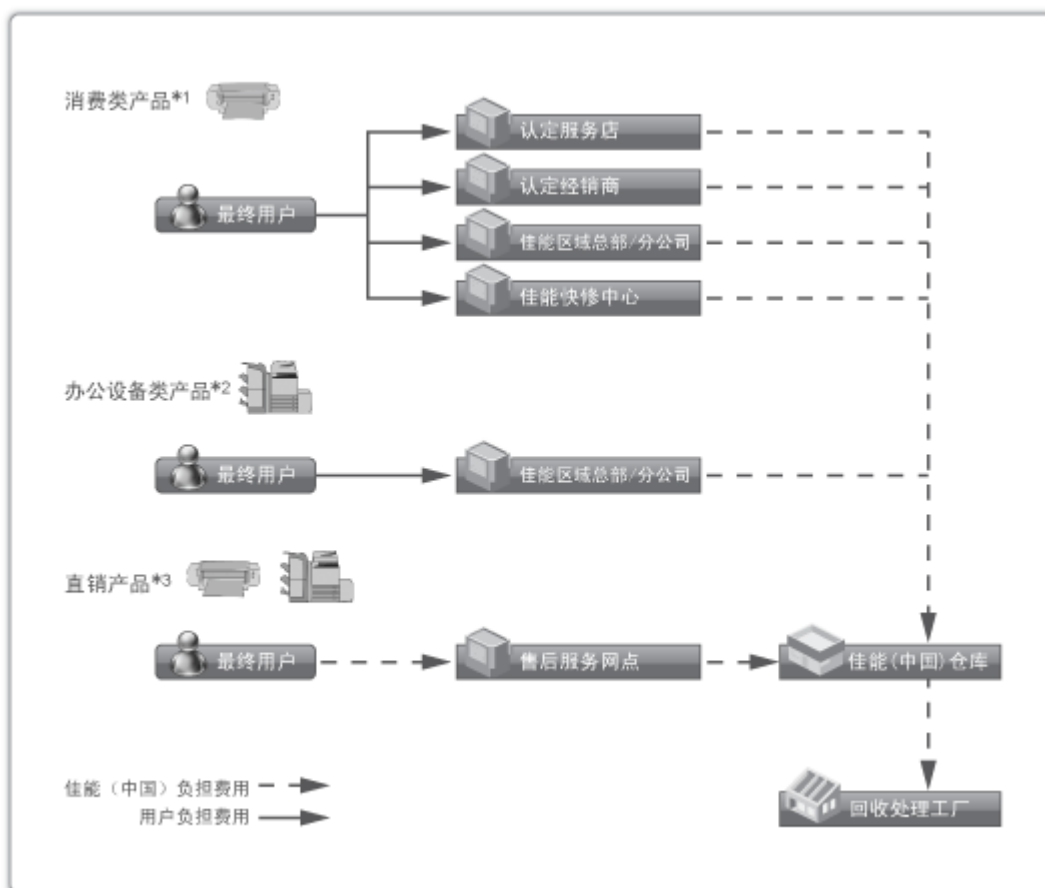 消费类产品*1
认定服务店
认定经销商
最终用户
佳能区域总部/分公司
佳能快修中心
办公设备类产品*2
最终用户
佳能区域总部/分公司
直销产品*3
最终用户
售后服务网点
佳能(中国)仓库
佳能（中国）负担费用
用户负担费用
回收处理工厂